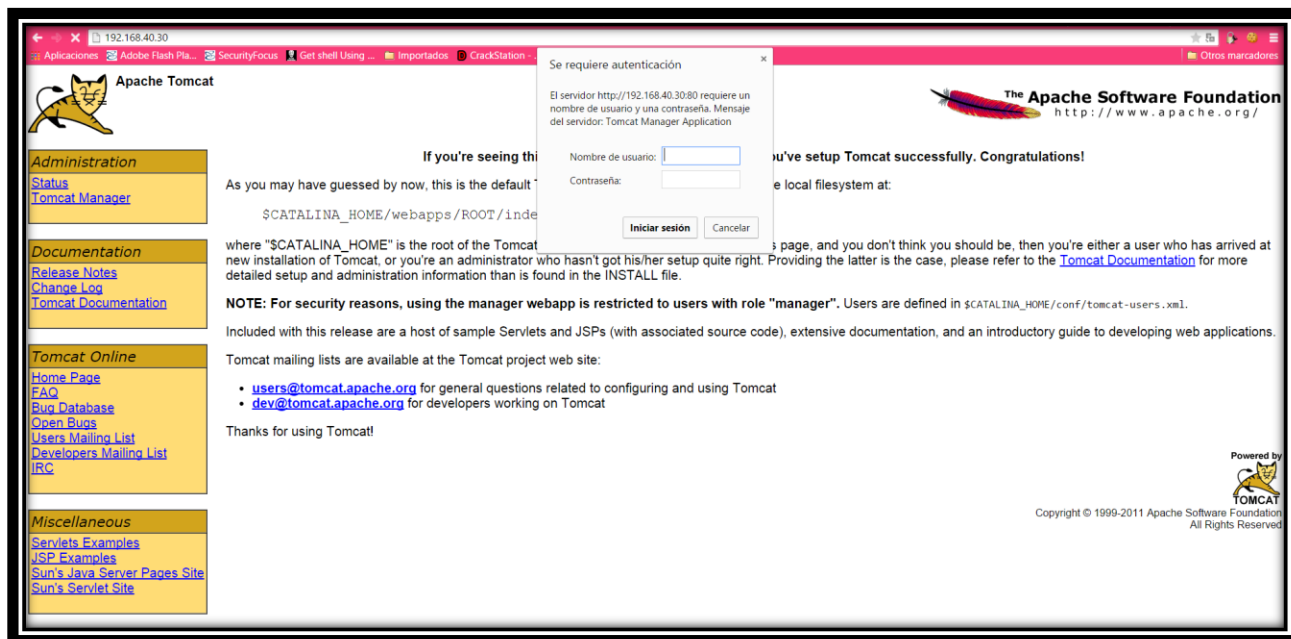 192.168.40.30
Aplicaciones Adobe Flash Pla... SecurityFocus Get shell Using ... Importados CrackStation - Otros marcadores
Se requiere autenticación
El servidor http://192.168.40.30:80 requiere un
nombre de usuario y una contraseña. Mensaje
del servidor: Tomcat Manager Application
Nombre de usuario:
Contraseña:
Iniciar sesión Cancelar
Apache Tomcat
The Apache Software Foundation
http://www.apache.org/
Administration
Status
Tomcat Manager
Documentation
Release Notes
Change Log
Tomcat Documentation
Tomcat Online
Home Page
FAQ
Bug Database
Open Bugs
Users Mailing List
Developers Mailing List
IRC
Miscellaneous
Servlets Examples
JSP Examples
Sun's Java Server Pages Site
Sun's Servlet Site
If you're seeing thi u've setup Tomcat successfully. Congratulations!
As you may have guessed by now, this is the default e local filesystem at:
$CATALINA_HOME/webapps/ROOT/inde
where "$CATALINA_HOME" is the root of the Tomcat s page, and you don't think you should be, then you're either a user who has arrived at
new installation of Tomcat, or you're an administrator who hasn't got his/her setup quite right. Providing the latter is the case, please refer to the Tomcat Documentation for more
detailed setup and administration information than is found in the INSTALL file.
NOTE: For security reasons, using the manager webapp is restricted to users with role "manager". Users are defined in $CATALINA_HOME/conf/tomcat-users.xml.
Included with this release are a host of sample Servlets and JSPs (with associated source code), extensive documentation, and an introductory guide to developing web applications.
Tomcat mailing lists are available at the Tomcat project web site:
• users@tomcat.apache.org for general questions related to configuring and using Tomcat
• dev@tomcat.apache.org for developers working on Tomcat
Thanks for using Tomcat!
Powered by
TOMCAT
Copyright © 1999-2011 Apache Software Foundation
All Rights Reserved